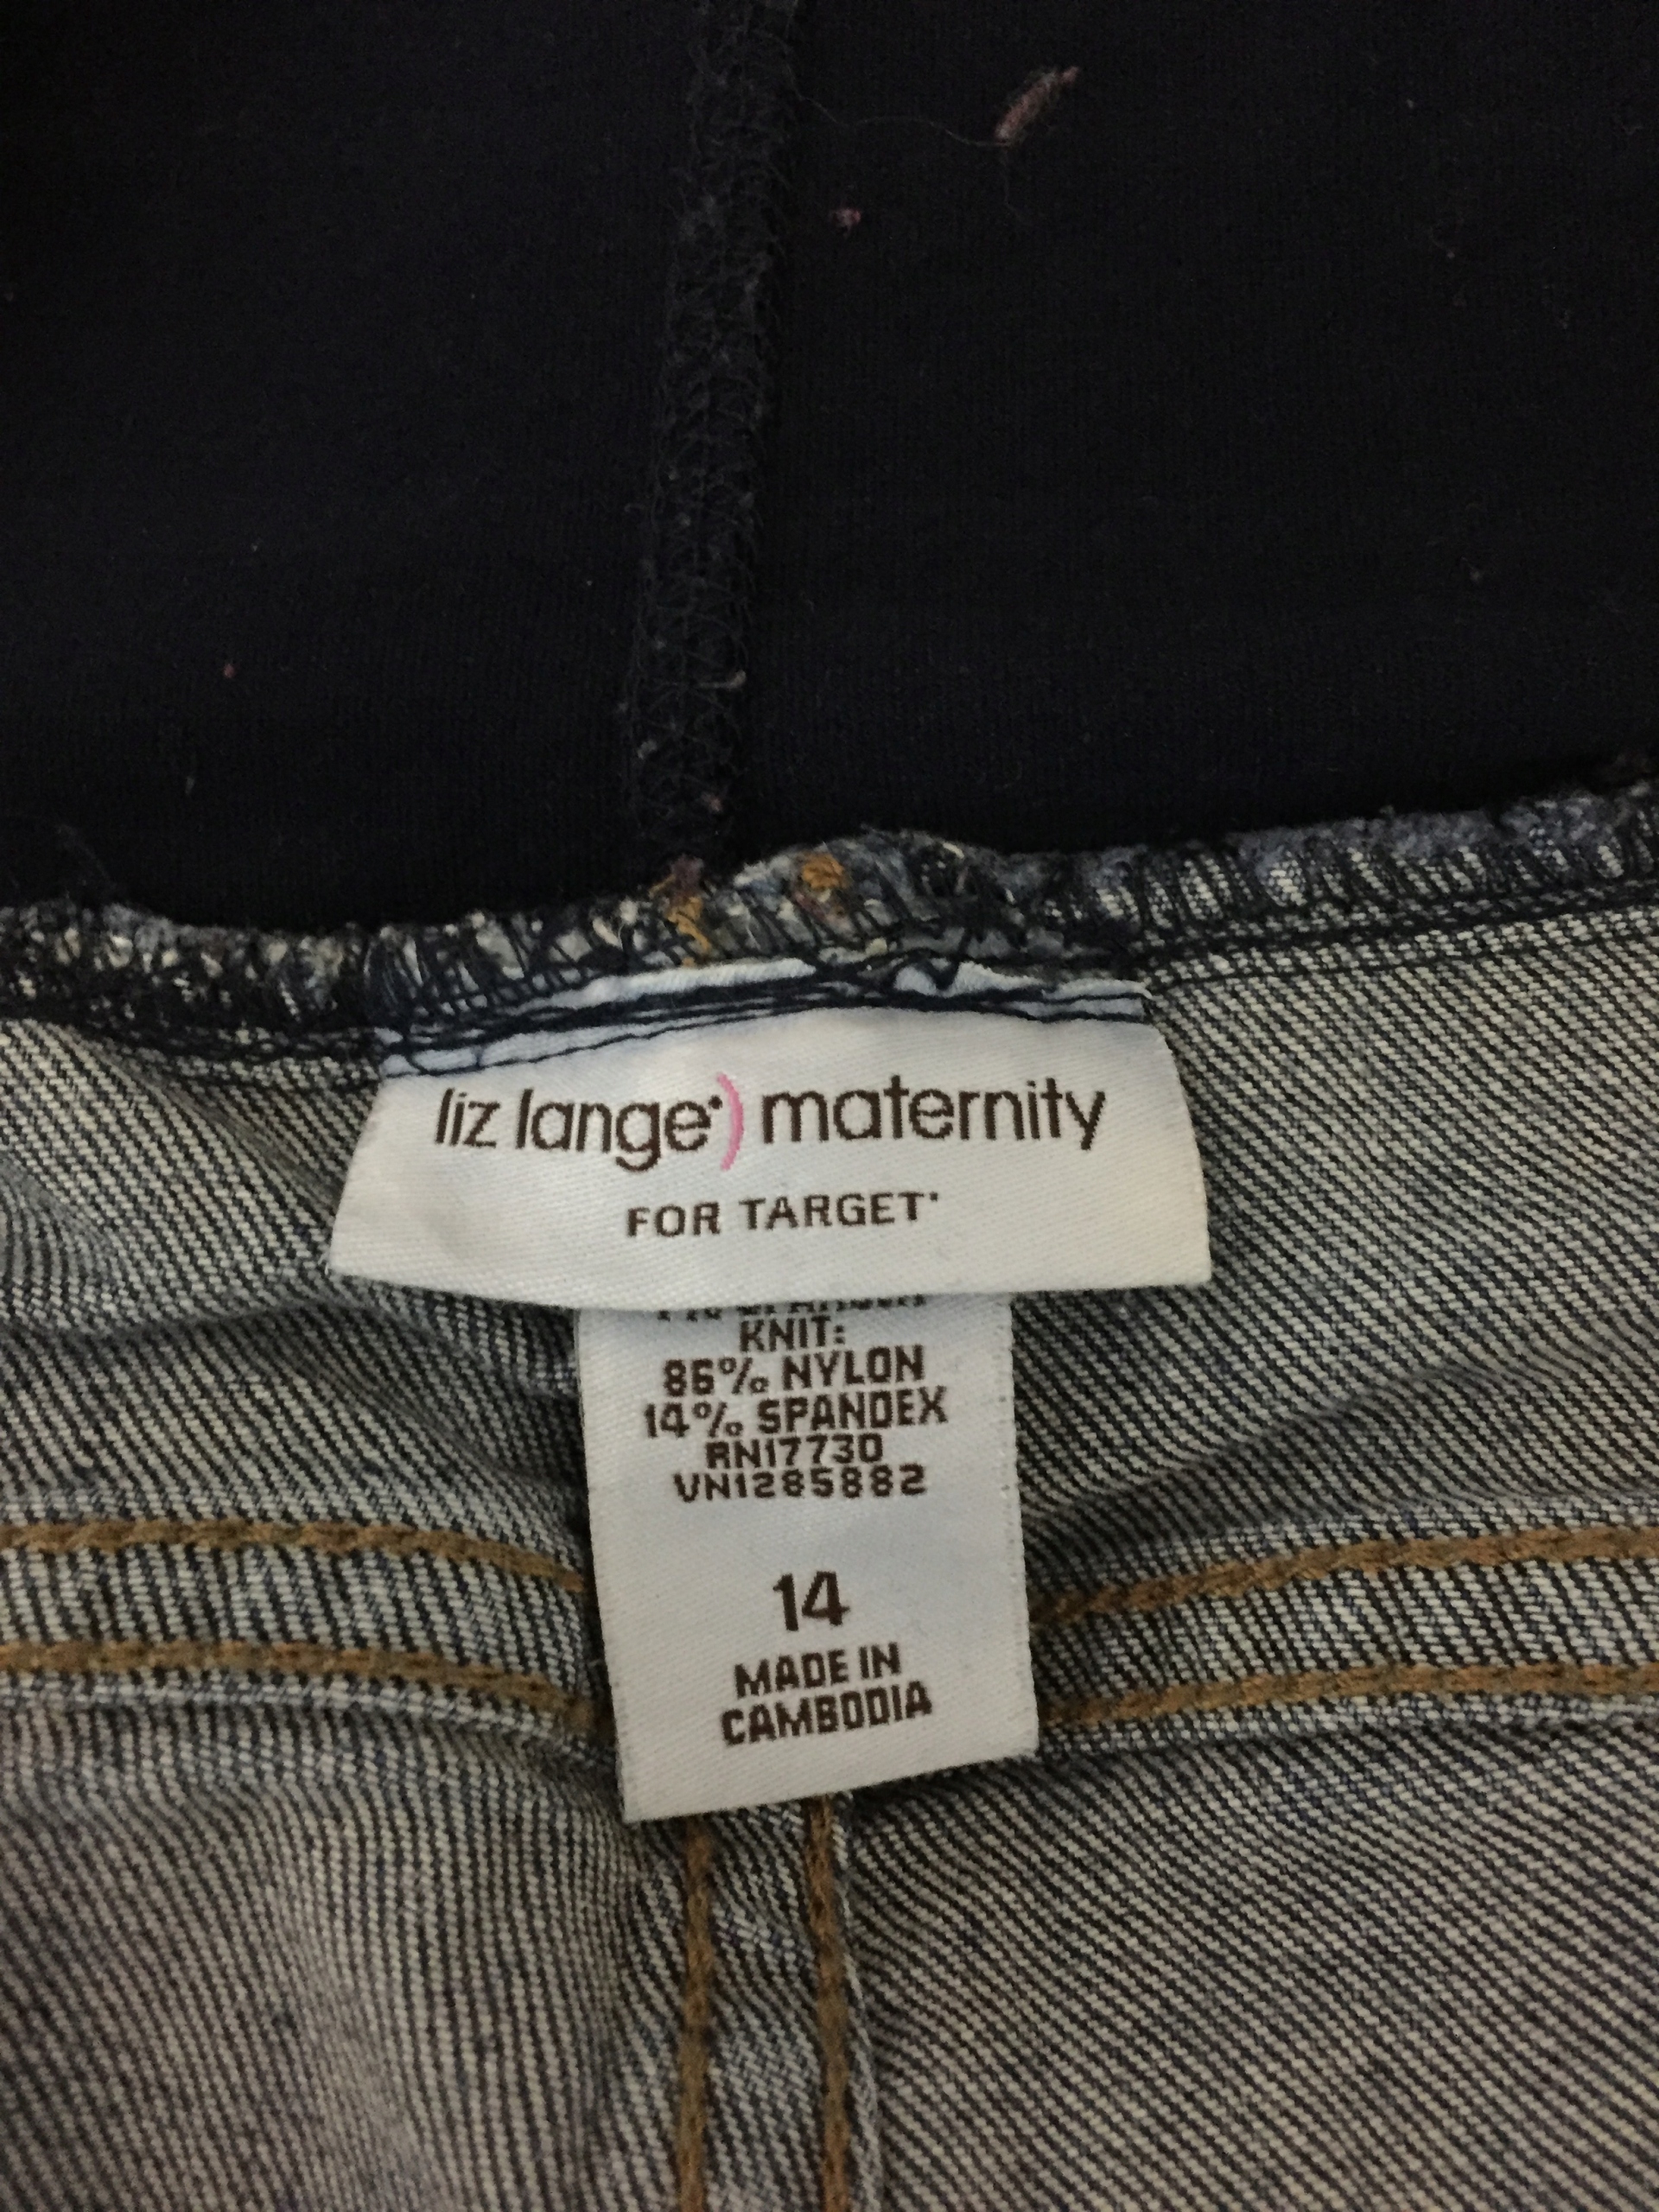 liz lange) maternity
FOR TARGET
KNIT:
86% NYLON
14% SPANDEX
RN17730
VN1285882
14
MADE IN
CAMBODIA